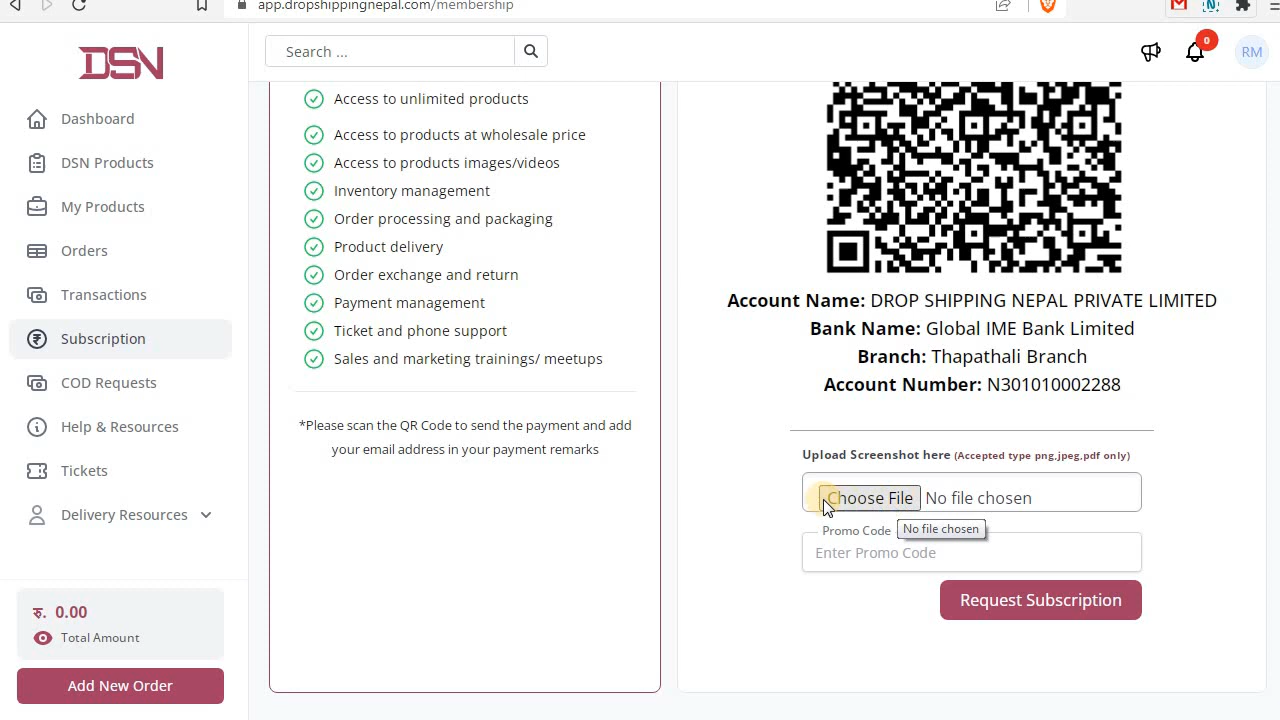 app.dropshippingnepal.com/membership
DSN
Search ...
0
RM
Dashboard
DSN Products
My Products
Orders
Transactions
Subscription
COD Requests
Help & Resources
Tickets
Delivery Resources
रु. 0.00
Total Amount
Add New Order
Access to unlimited products
Access to products at wholesale price
Access to products images/videos
Inventory management
Order processing and packaging
Product delivery
Order exchange and return
Payment management
Ticket and phone support
Sales and marketing trainings/ meetups
*Please scan the QR Code to send the payment and add
your email address in your payment remarks
Account Name: DROP SHIPPING NEPAL PRIVATE LIMITED
Bank Name: Global IME Bank Limited
Branch: Thapathali Branch
Account Number: N301010002288
Upload Screenshot here (Accepted type png,jpeg,pdf only)
Choose File No file chosen
Promo Code
No file chosen
Enter Promo Code
Request Subscription